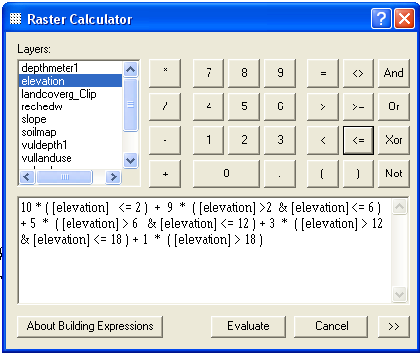 Raster Calculator
Layers:
depthmeter1
elevation
landcoverg_Clip
rechedw
slope
soilmap
vuldepth1
vullanduse
* 7 8 9 = <> And
/ 4 5 6 > >= Or
- 1 2 3 < <= Xor
+ 0 . ( ) Not
10 * ( [elevation] <= 2 ) + 9 * ( [elevation] >2 & [elevation] <= 6 )
+ 5 * ( [elevation] > 6 & [elevation] <= 12 ) + 3 * ( [elevation] > 12
& [elevation] <= 18 ) + 1 * ( [elevation] > 18 )
About Building Expressions Evaluate Cancel >>